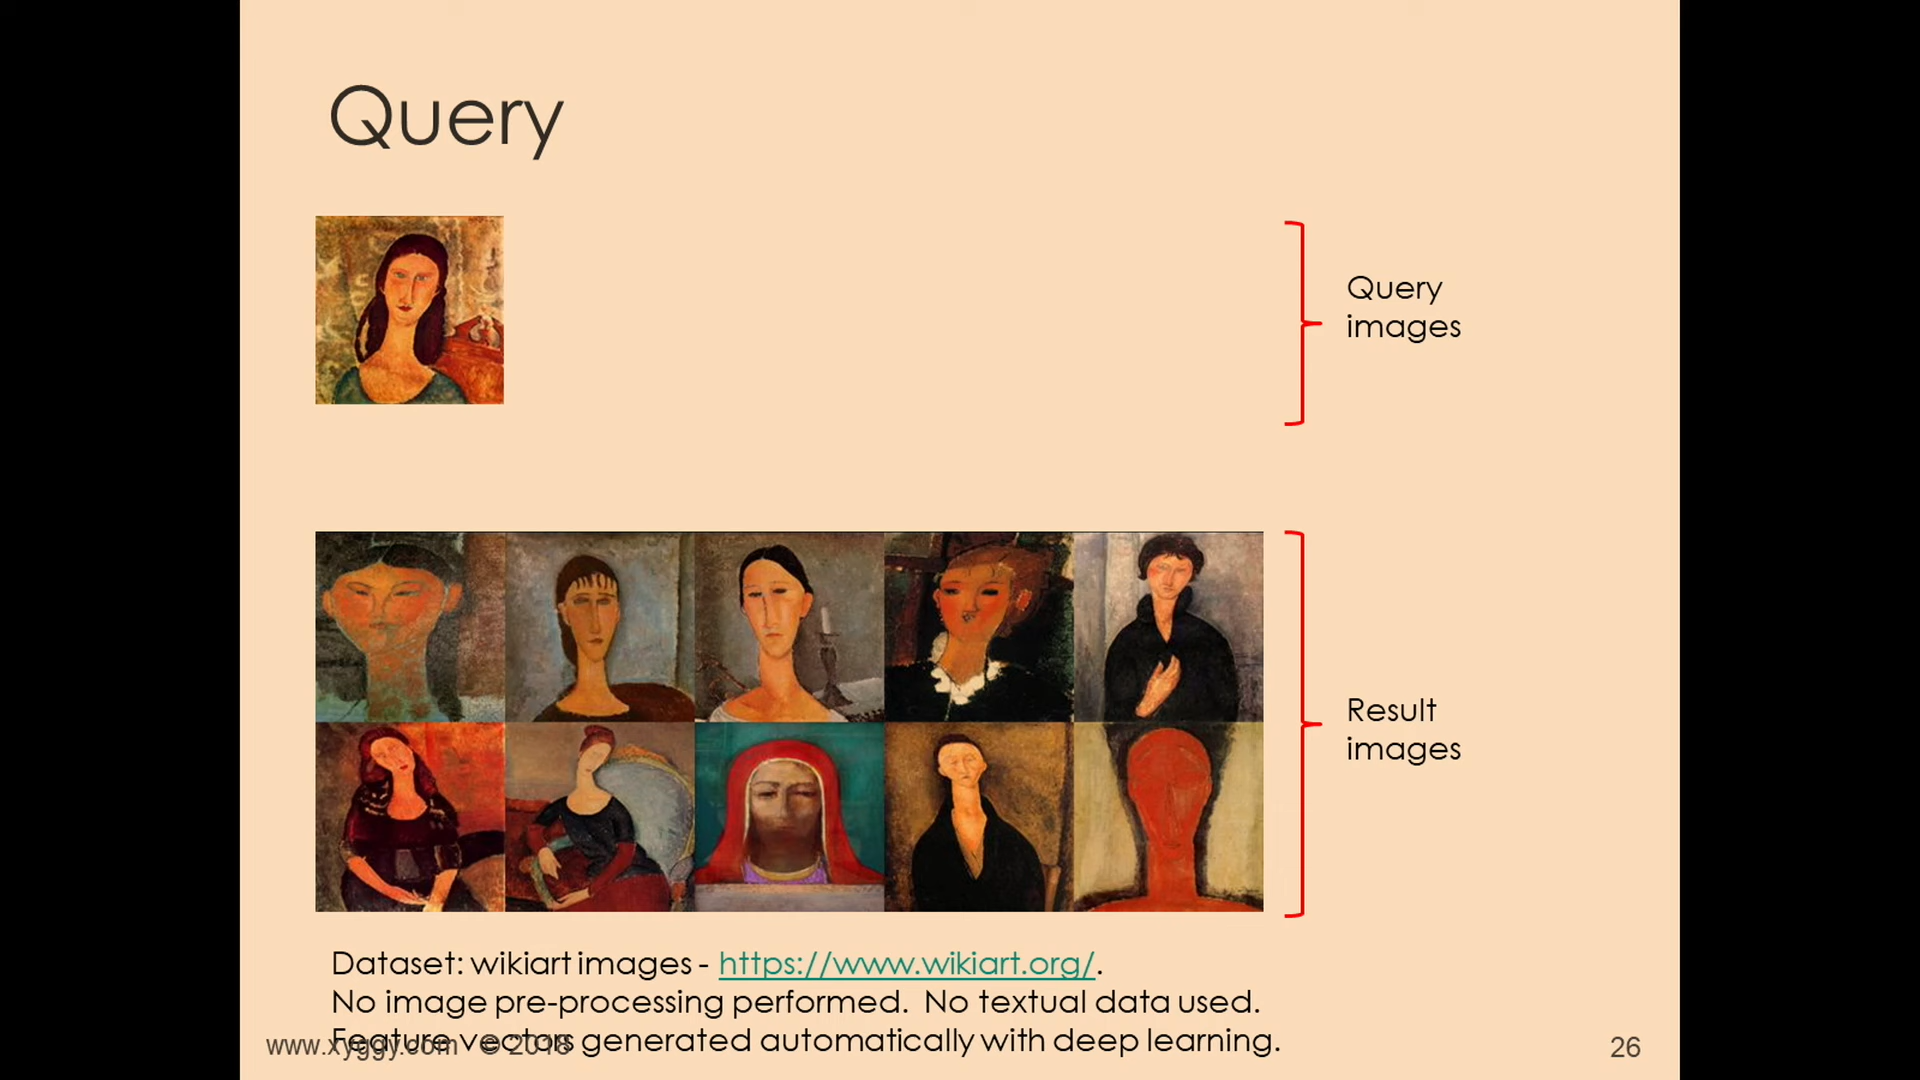 Query
Query
images
Result
images
Dataset: wikiart images - https://www.wikiart.org/.
No image pre-processing performed.  No textual data used.
Feature vectors generated automatically with deep learning.
www.xyggy.com © 2018
26